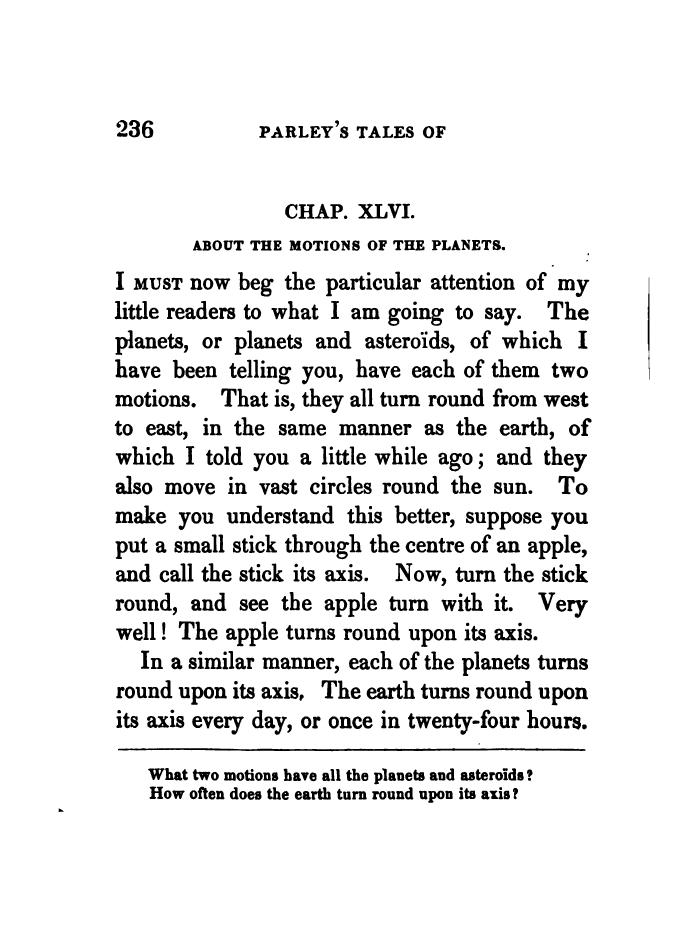 236 PARLEY'S TALES OF
CHAP. XLVI.
ABOUT THE MOTIONS OF THE PLANETS.
I MUST now beg the particular attention of my
little readers to what I am going to say. The
planets, or planets and asteroïds, of which I
have been telling you, have each of them two
motions. That is, they all turn round from west
to east, in the same manner as the earth, of
which I told you a little while ago; and they
also move in vast circles round the sun. To
make you understand this better, suppose you
put a small stick through the centre of an apple,
and call the stick its axis. Now, turn the stick
round, and see the apple turn with it. Very
well! The apple turns round upon its axis.
In a similar manner, each of the planets turns
round upon its axis. The earth turns round upon
its axis every day, or once in twenty-four hours.
What two motions have all the planets and asteroïds?
How often does the earth turn round upon its axis?